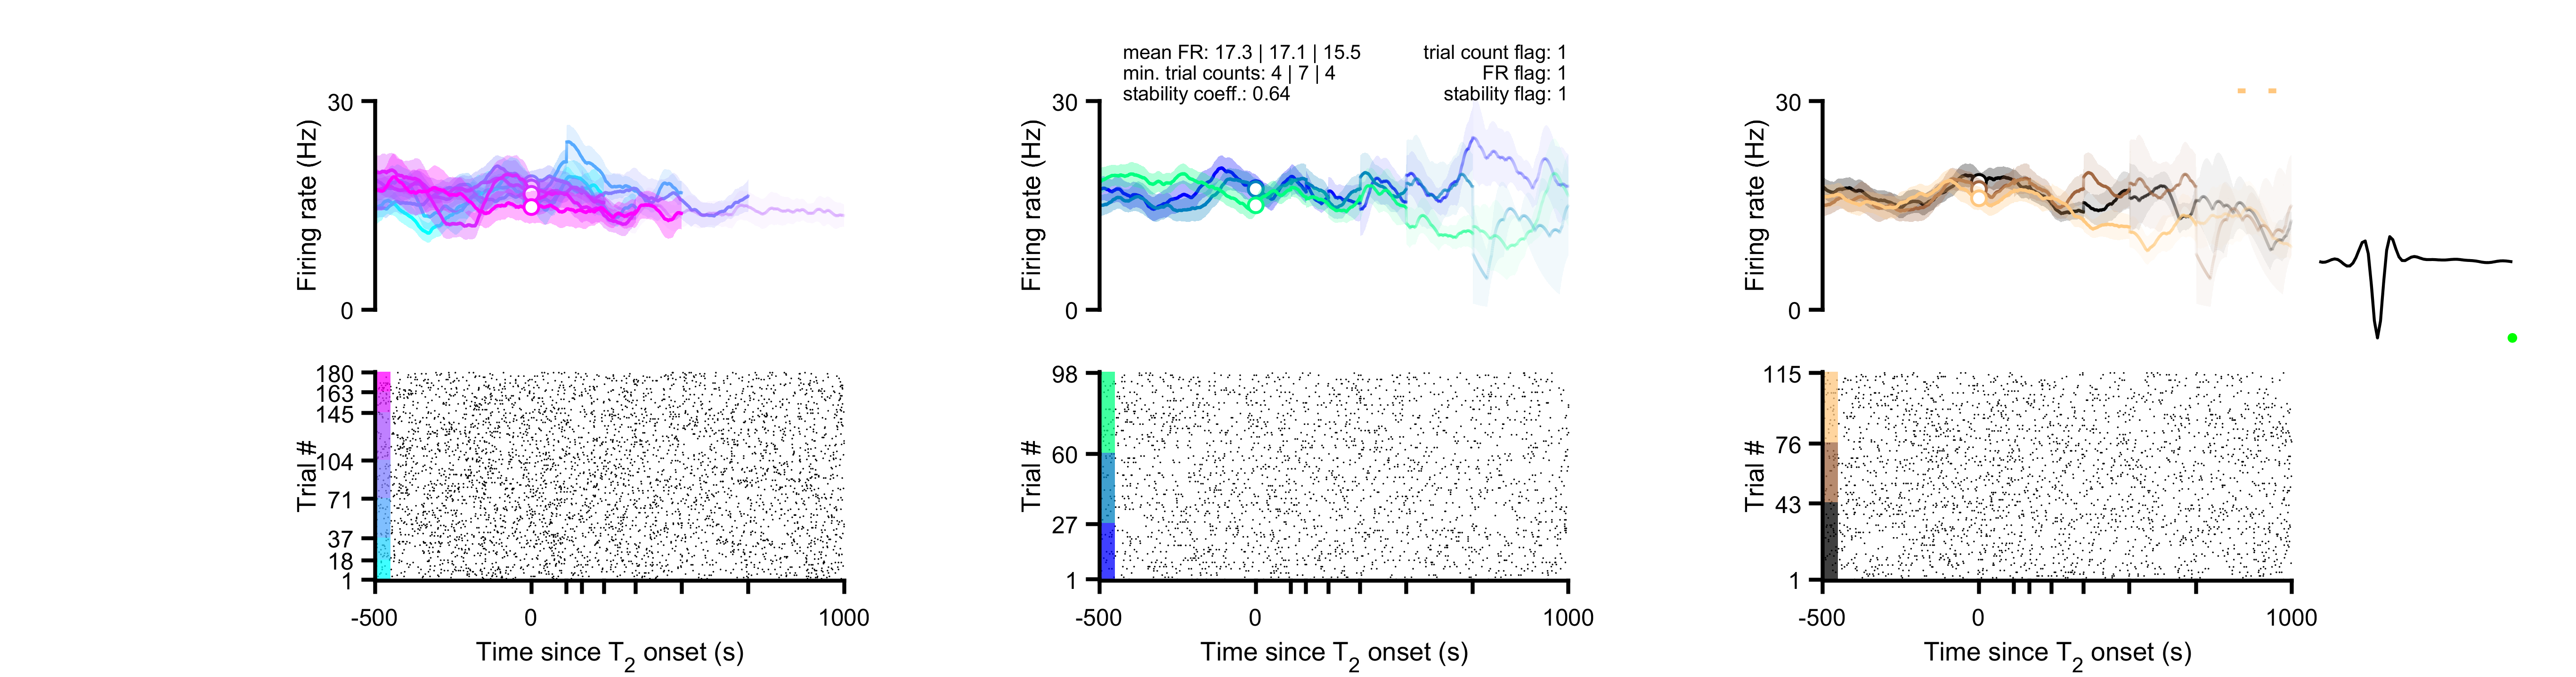 mean FR: 17.3 | 17.1 | 15.5
min. trial counts: 4 | 7 | 4
stability coeff.: 0.64
trial count flag: 1
FR flag: 1
stability flag: 1
30
Firing rate (Hz)
0
30
Firing rate (Hz)
0
30
Firing rate (Hz)
0
180
163
145
104
71
37
18
1
Trial #
-500
0
1000
Time since T2 onset (s)
98
60
27
1
Trial #
-500
0
1000
Time since T2 onset (s)
115
76
43
1
Trial #
-500
0
1000
Time since T2 onset (s)